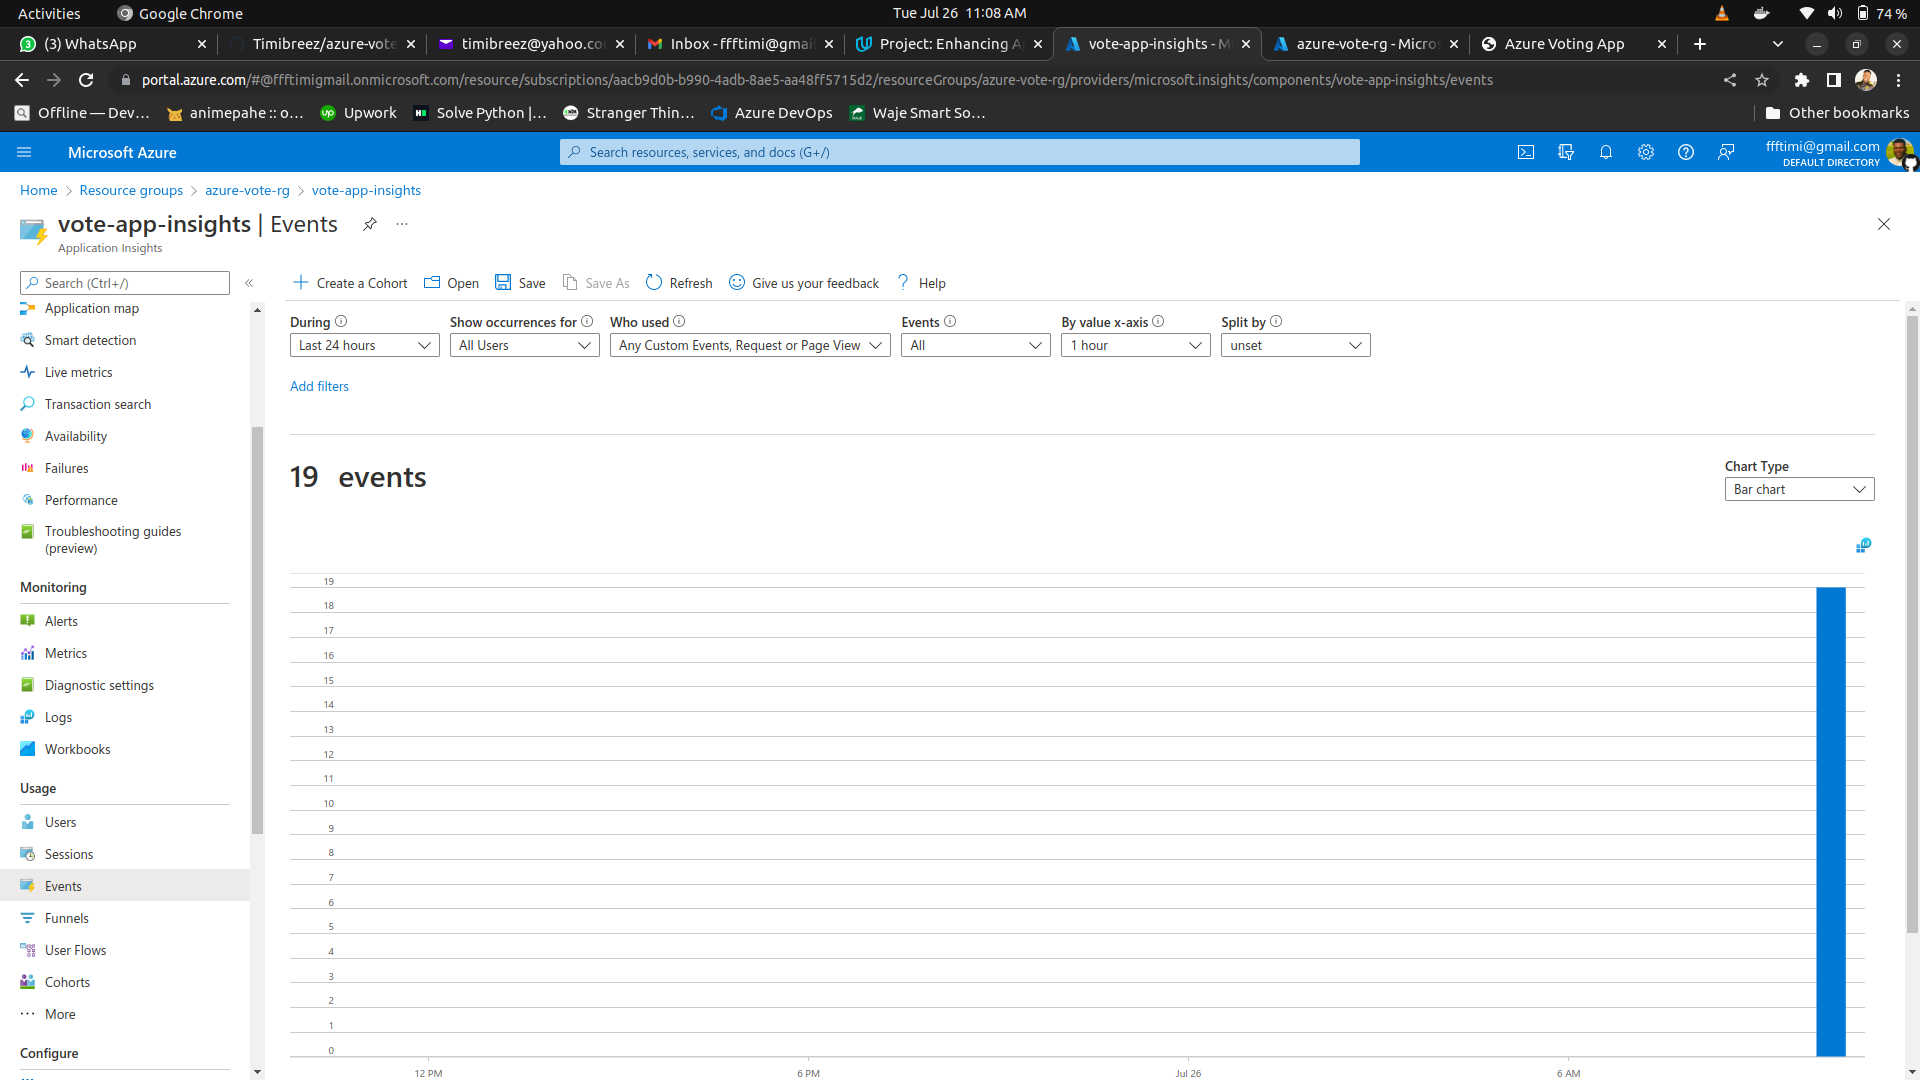 Activities Google Chrome Tue Jul 26 11:08 AM 74 %
(3) WhatsApp Timibreez/azure-vote timibreez@yahoo.co Inbox - ffftimi@gmai Project: Enhancing A vote-app-insights - M azure-vote-rg - Micros Azure Voting App
portal.azure.com/#@ffftimigmail.onmicrosoft.com/resource/subscriptions/aacb9d0b-b990-4adb-8ae5-aa48ff5715d2/resourceGroups/azure-vote-rg/providers/microsoft.insights/components/vote-app-insights/events
Offline — Dev... animepahe :: o... Upwork Solve Python |... Stranger Thin... Azure DevOps Waje Smart So... Other bookmarks
Microsoft Azure Search resources, services, and docs (G+/) ffftimi@gmail.com
DEFAULT DIRECTORY
Home > Resource groups > azure-vote-rg > vote-app-insights
vote-app-insights | Events ...
Application Insights
Search (Ctrl+/) «
Application map
Smart detection
Live metrics
Transaction search
Availability
Failures
Performance
Troubleshooting guides
(preview)
Monitoring
Alerts
Metrics
Diagnostic settings
Logs
Workbooks
Usage
Users
Sessions
Events
Funnels
User Flows
Cohorts
More
Configure
Create a Cohort Open Save Save As Refresh Give us your feedback Help
During Show occurrences for Who used Events By value x-axis Split by
Last 24 hours All Users Any Custom Events, Request or Page View All 1 hour unset
Add filters
19 events
Chart Type
Bar chart
19
18
17
16
15
14
13
12
11
10
9
8
7
6
5
4
3
2
1
0
12 PM 6 PM Jul 26 6 AM